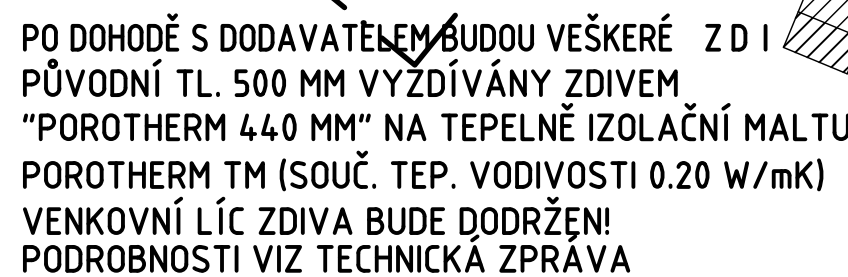 PO DOHODĚ S DODAVATELEM BUDOU VEŠKERÉ Z D I
PŮVODNÍ TL. 500 MM VYZDÍVÁNY ZDIVEM
"POROTHERM 440 MM" NA TEPELNĚ IZOLAČNÍ MALTU
POROTHERM TM (SOUČ. TEP. VODIVOSTI 0.20 W/mK)
VENKOVNÍ LÍC ZDIVA BUDE DODRŽEN!
PODROBNOSTI VIZ TECHNICKÁ ZPRÁVA